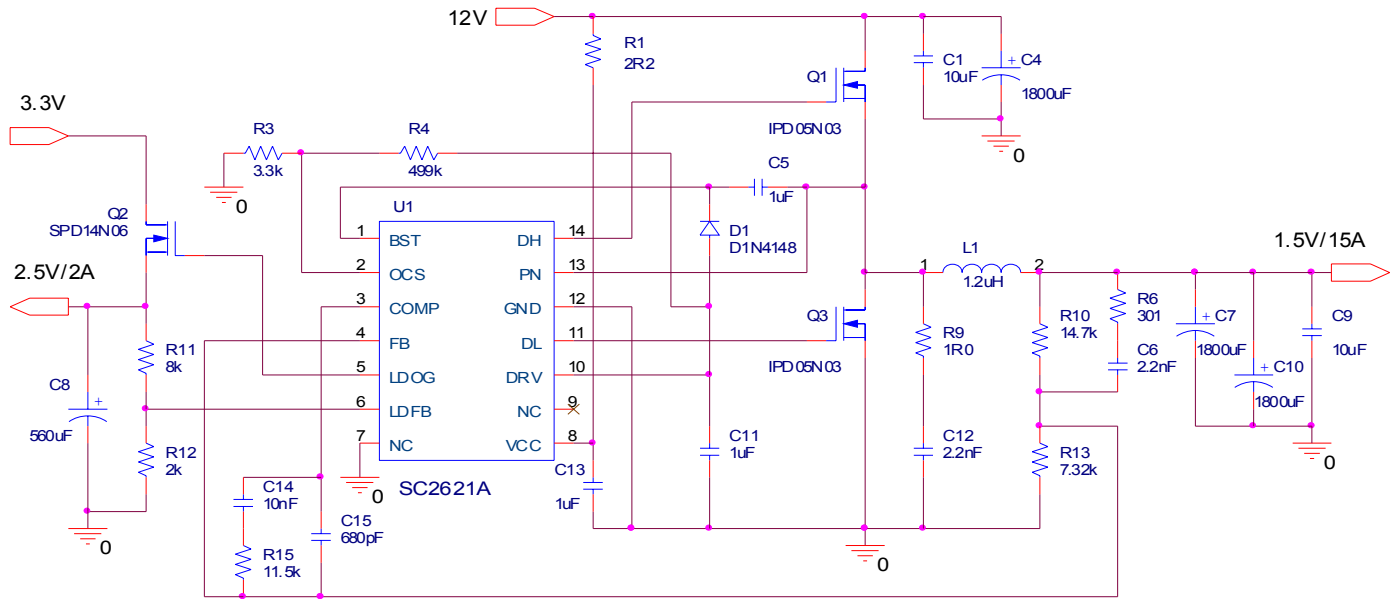 12V
R1
2R2
Q1
IPD05N03
C1
10uF
+ C4
1800uF
0
3.3V
R3
3.3k
R4
499k
0
C5
1uF
Q2
SPD14N06
U1
D1
D1N4148
1 BST DH 14
2 OCS PN 13
3 COMP GND 12
4 FB DL 11
5 LDOG DRV 10
6 LDFB NC 9
7 NC VCC 8
SC2621A
0
2.5V/2A
R11
8k
C8
+
560uF
R12
2k
0
C14
10nF
R15
11.5k
C15
680pF
C13
1uF
C11
1uF
Q3
IPD05N03
1 L1 2
1.2uH
1.5V/15A
R9
1R0
C12
2.2nF
R10
14.7k
R6
301
C6
2.2nF
+ C7
1800uF
+ C10
1800uF
C9
10uF
0
R13
7.32k
0